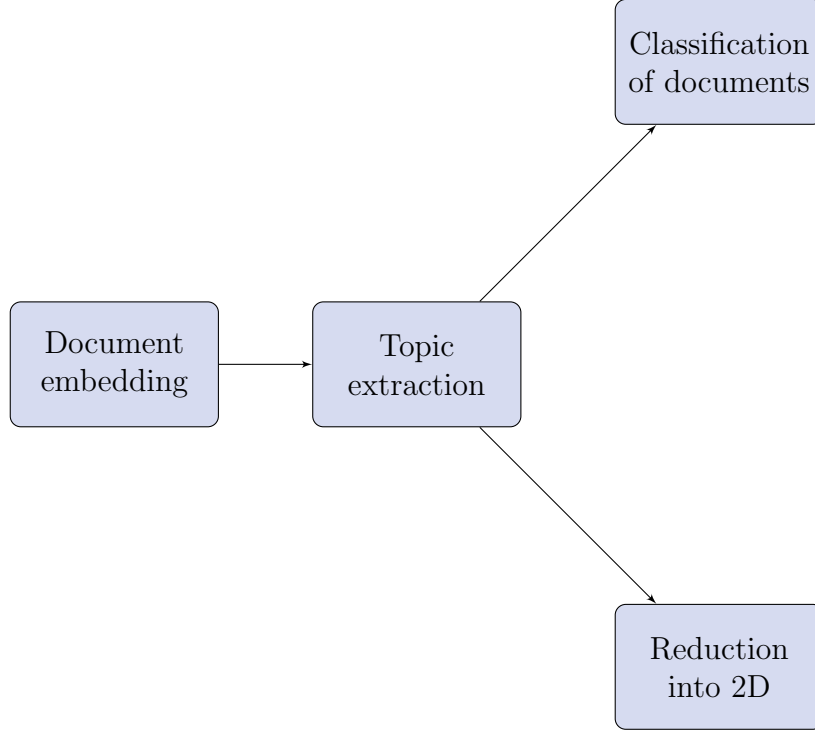 Classification
of documents
Document
embedding
Topic
extraction
Reduction
into 2D